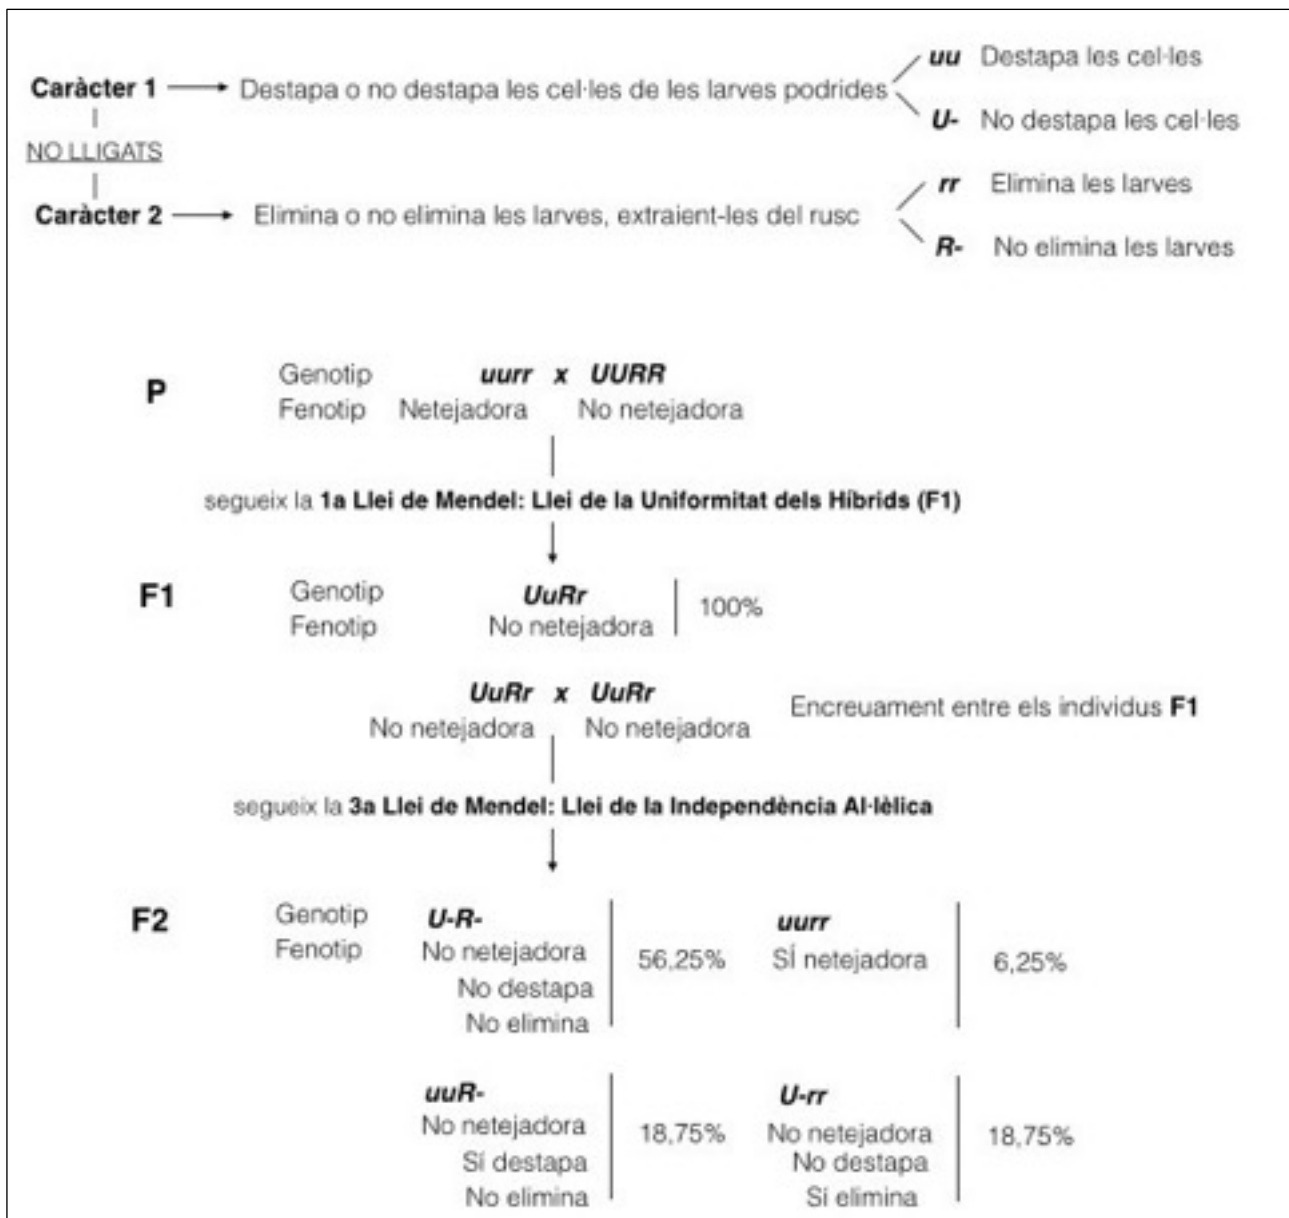 uu Destapa les cel·les
Caràcter 1 Destapa o no destapa les cel·les de les larves podrides
U- No destapa les cel·les
NO LLIGATS
rr Elimina les larves
Caràcter 2 Elimina o no elimina les larves, extraient-les del rusc
R- No elimina les larves
P Genotip uurr x UURR
Fenotip Netejadora No netejadora
segueix la 1a Llei de Mendel: Llei de la Uniformitat dels Híbrids (F1)
F1 Genotip UuRr 100%
Fenotip No netejadora
UuRr x UuRr Encreuament entre els individus F1
No netejadora No netejadora
segueix la 3a Llei de Mendel: Llei de la Independència Al·lèlica
F2 Genotip U-R- uurr
Fenotip No netejadora 56,25% SÍ netejadora 6,25%
No destapa
No elimina
uuR- U-rr
No netejadora 18,75% No netejadora 18,75%
Sí destapa No destapa
No elimina Sí elimina